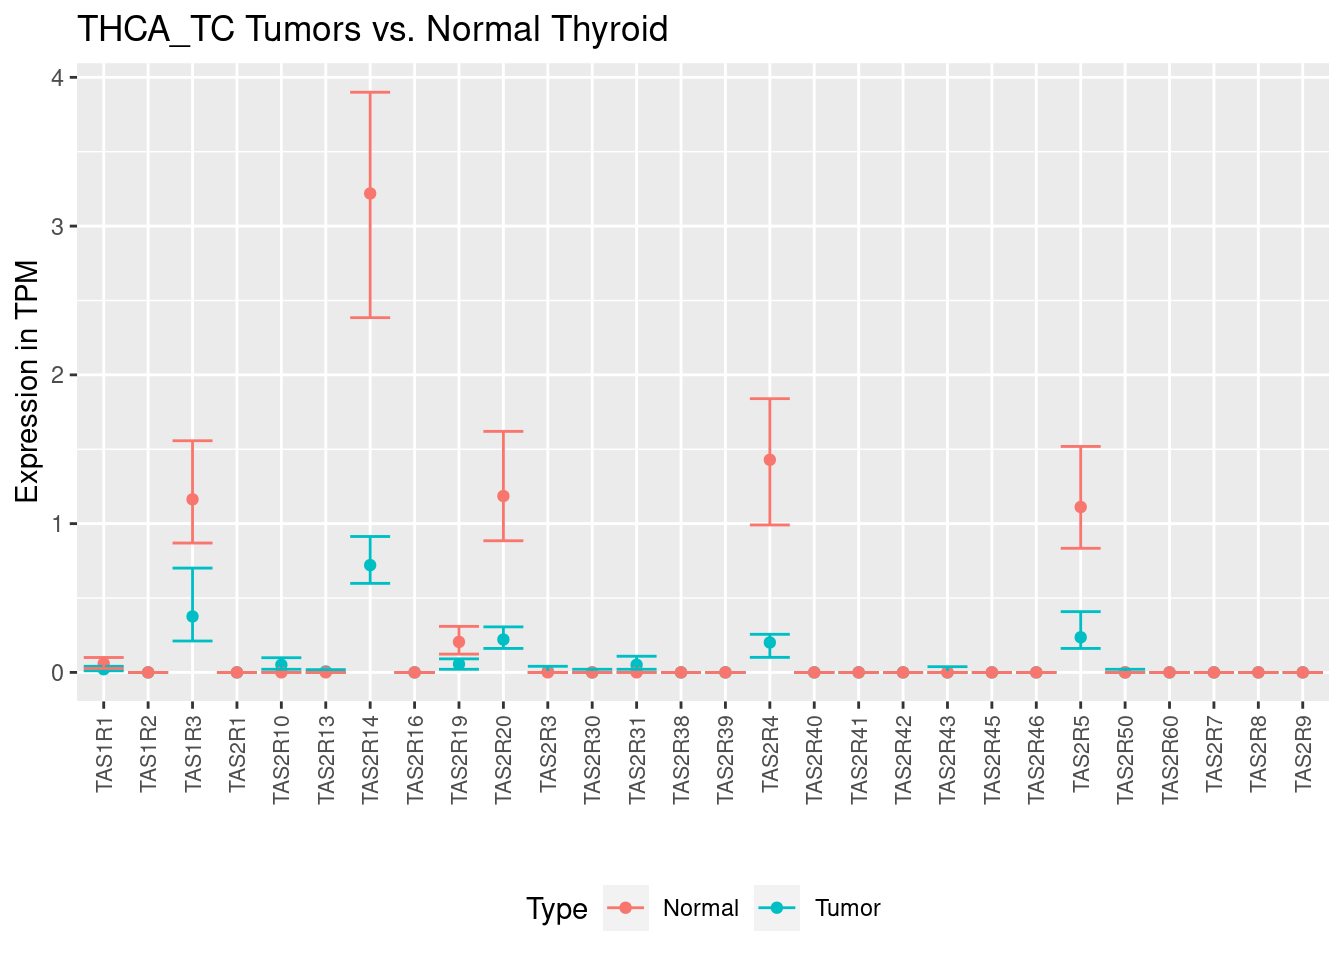 THCA_TC Tumors vs. Normal Thyroid
Expression in TPM
4
3
2
1
0
TAS1R1
TAS1R2
TAS1R3
TAS2R1
TAS2R10
TAS2R13
TAS2R14
TAS2R16
TAS2R19
TAS2R20
TAS2R3
TAS2R30
TAS2R31
TAS2R38
TAS2R39
TAS2R4
TAS2R40
TAS2R41
TAS2R42
TAS2R43
TAS2R45
TAS2R46
TAS2R5
TAS2R50
TAS2R60
TAS2R7
TAS2R8
TAS2R9
Type Normal Tumor